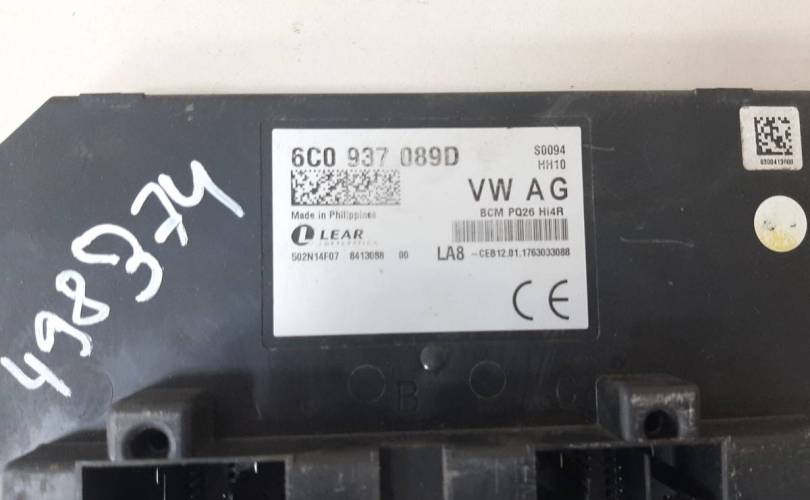 6C0 937 089D
S0094
HH10
VW AG
Made in Philippines
BCM PQ26 Hi4R
LEAR
CORPORATION
502N14F07 8413088 00
LA8 -CEB12.01.1763033088
CE
498374
B
C